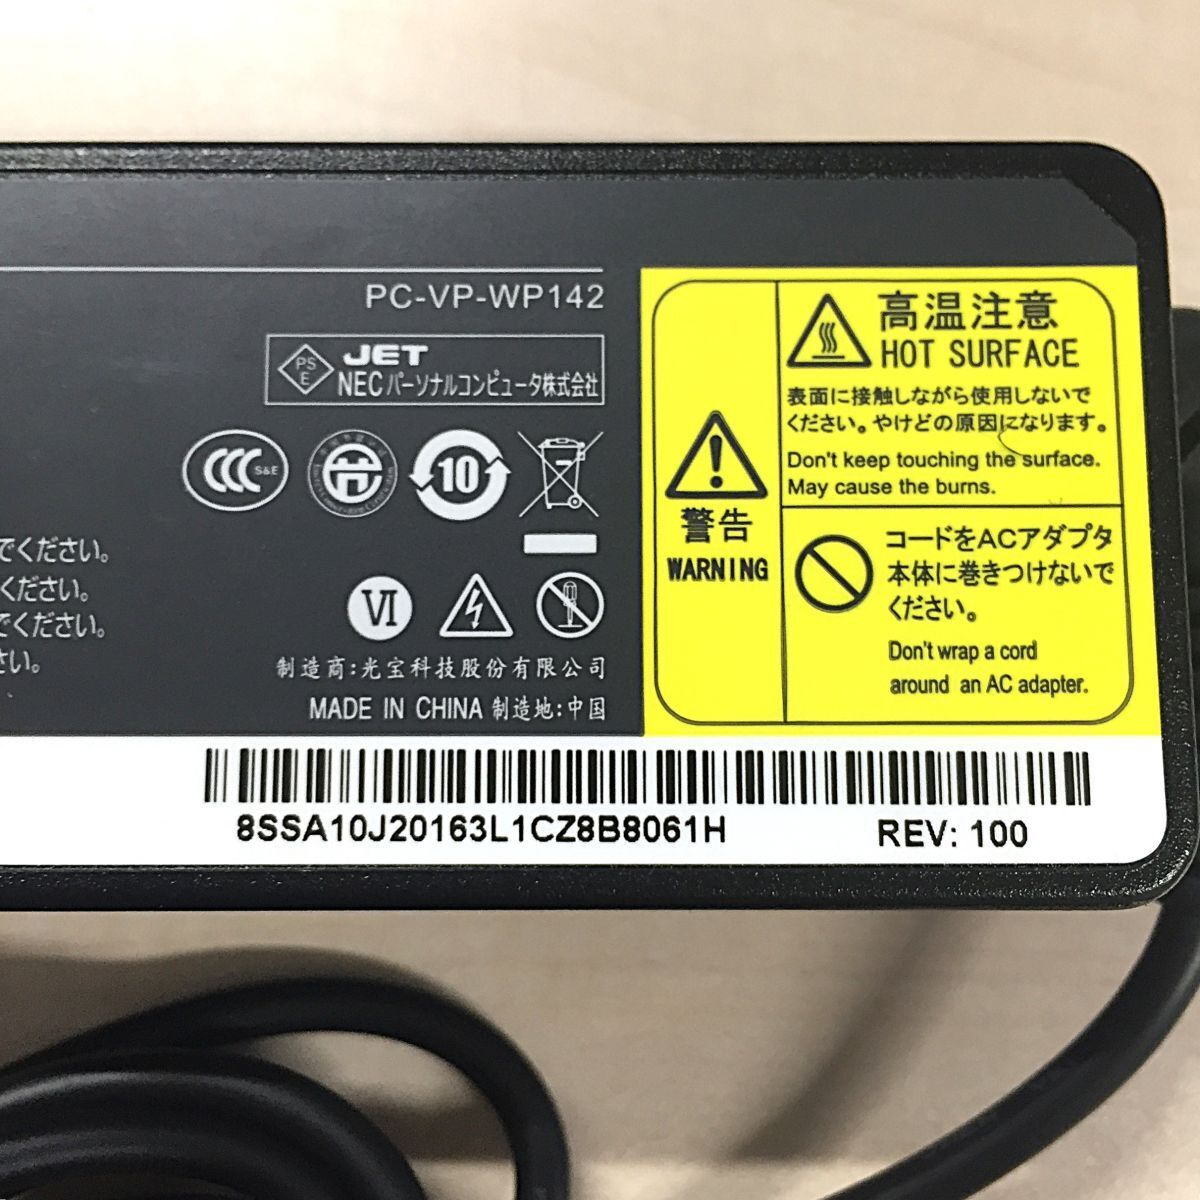 PC-VP-WP142
PS
E
JET
NECパーソナルコンピュータ株式会社
CCC S&E
10
でください。
ください。
でください。
さい。
VI
制造商:光宝科技股份有限公司
MADE IN CHINA 制造地:中国
警告
WARNING
高温注意
HOT SURFACE
表面に接触しながら使用しないで
ください。やけどの原因になります。
Don't keep touching the surface.
May cause the burns.
コードをACアダプタ
本体に巻きつけないで
ください。
Don't wrap a cord
around an AC adapter.
8SSA10J20163L1CZ8B8061H
REV: 100